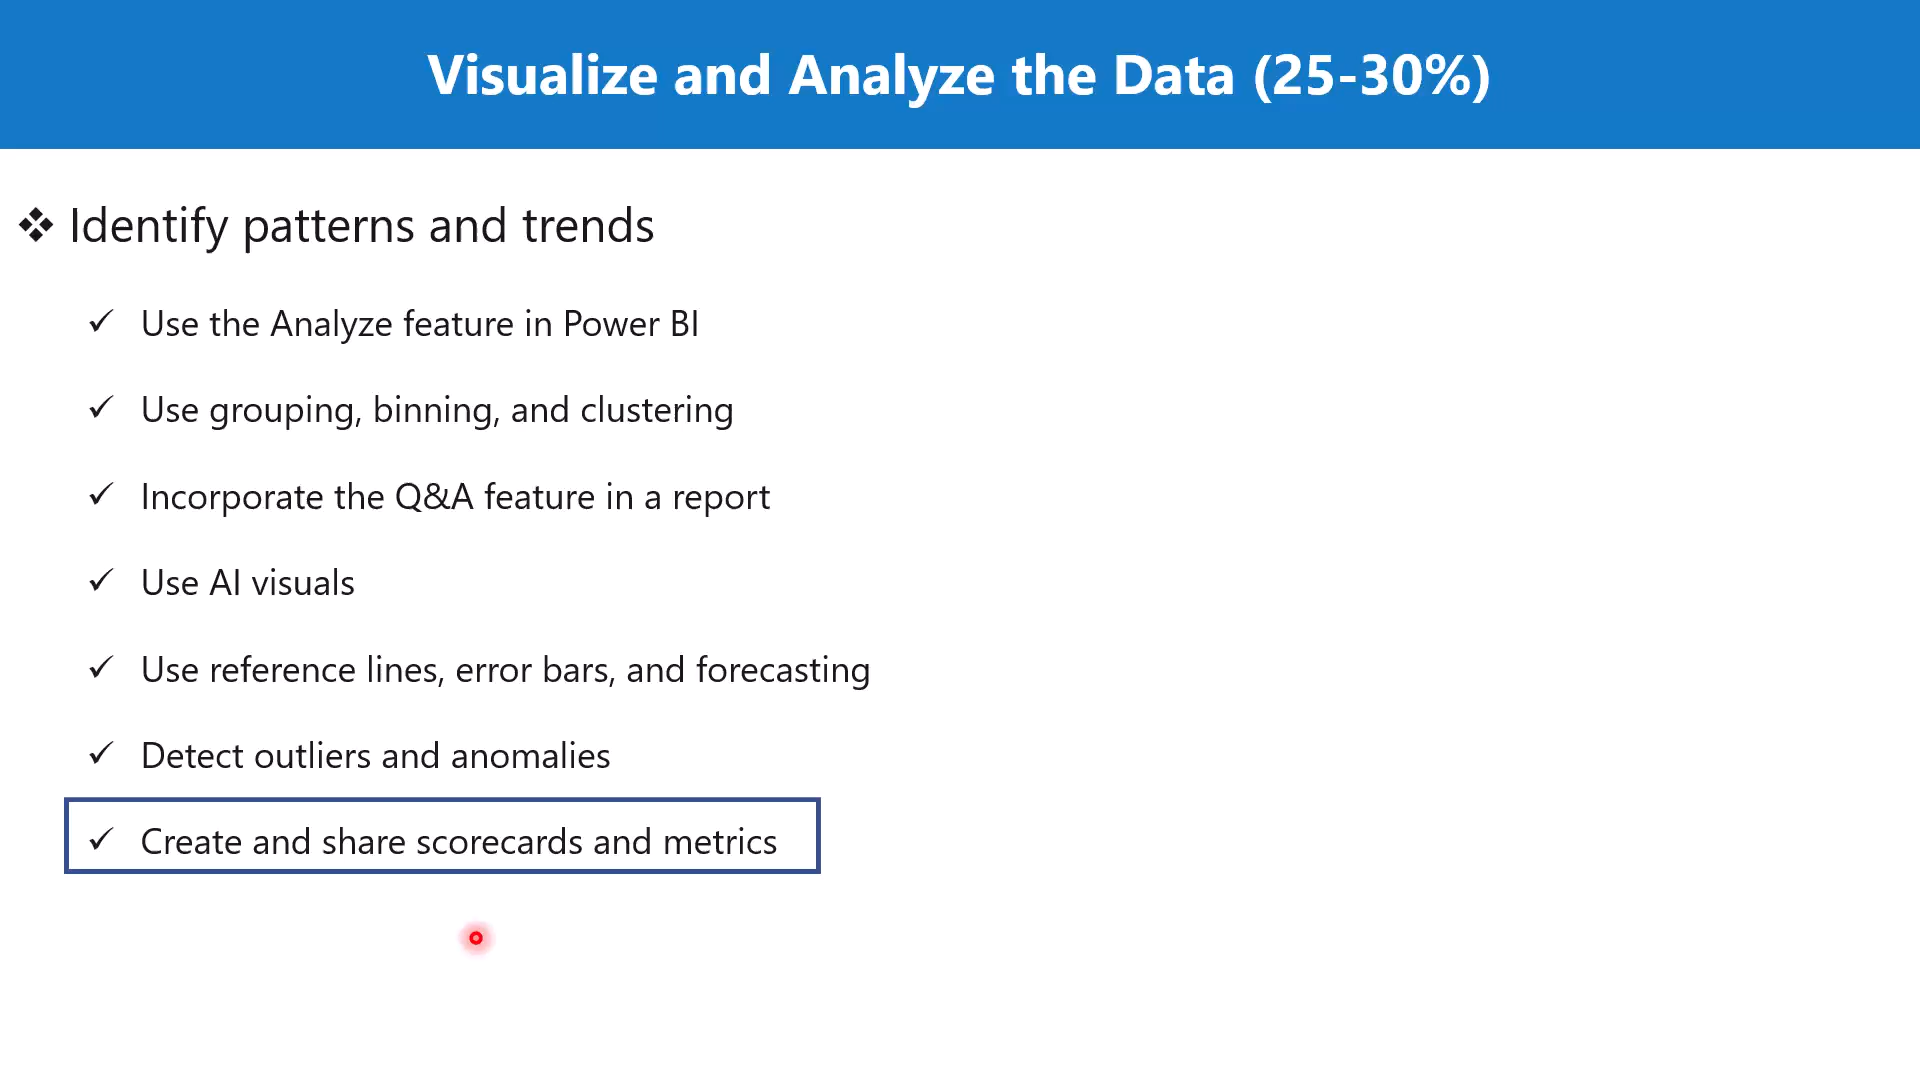 Visualize and Analyze the Data (25-30%)
❖ Identify patterns and trends
✓ Use the Analyze feature in Power BI
✓ Use grouping, binning, and clustering
✓ Incorporate the Q&A feature in a report
✓ Use AI visuals
✓ Use reference lines, error bars, and forecasting
✓ Detect outliers and anomalies
✓ Create and share scorecards and metrics